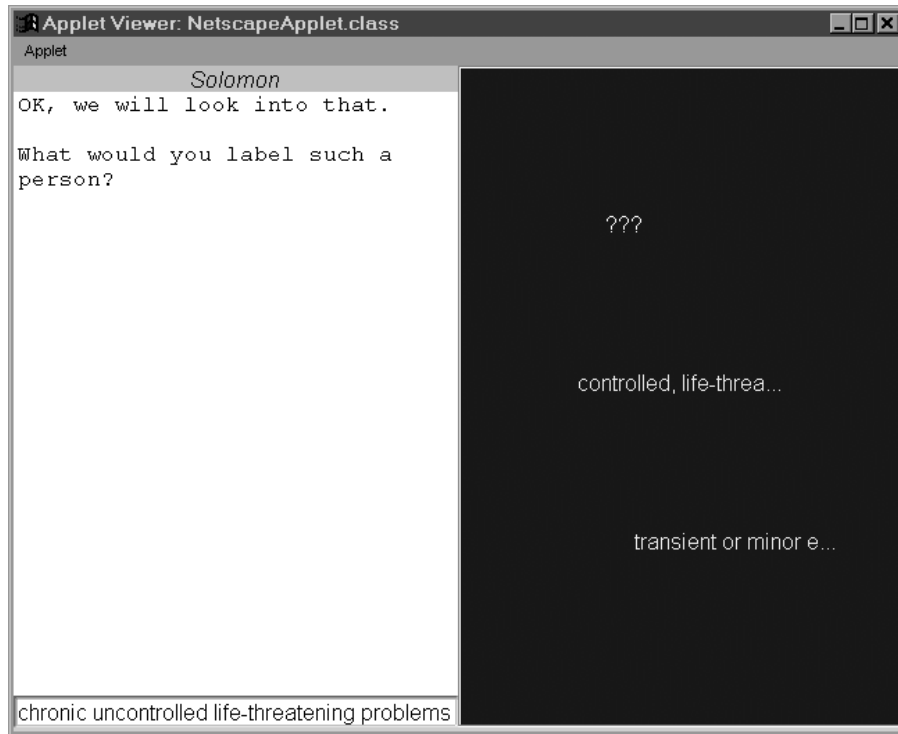 Applet Viewer: NetscapeApplet.class
Applet
Solomon
OK, we will look into that.
What would you label such a
person?
chronic uncontrolled life-threatening problems
???
controlled, life-threa...
transient or minor e...